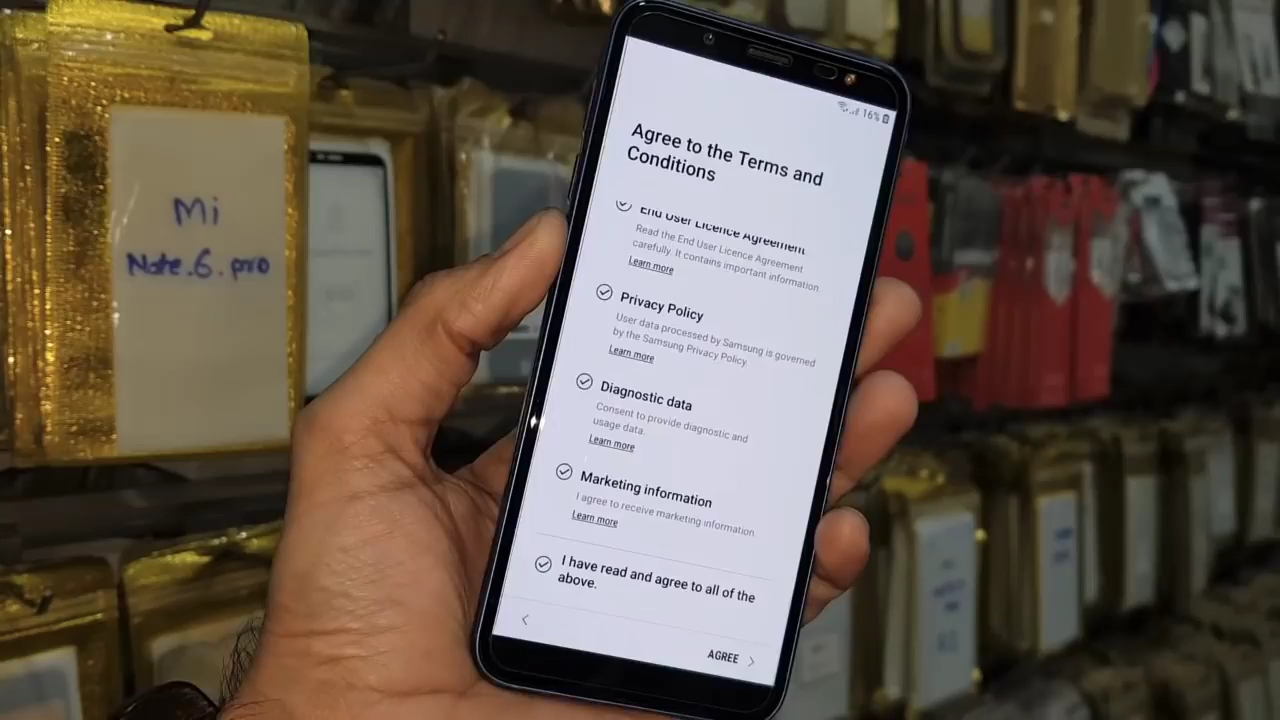 Mi
Note.6.pro
16%
Agree to the Terms and
Conditions
End User Licence Agreement
Read the End User Licence Agreement
carefully. It contains important information.
Learn more
Privacy Policy
User data processed by Samsung is governed
by the Samsung Privacy Policy.
Learn more
Diagnostic data
Consent to provide diagnostic and
usage data.
Learn more
Marketing information
I agree to receive marketing information.
Learn more
I have read and agree to all of the
above.
AGREE